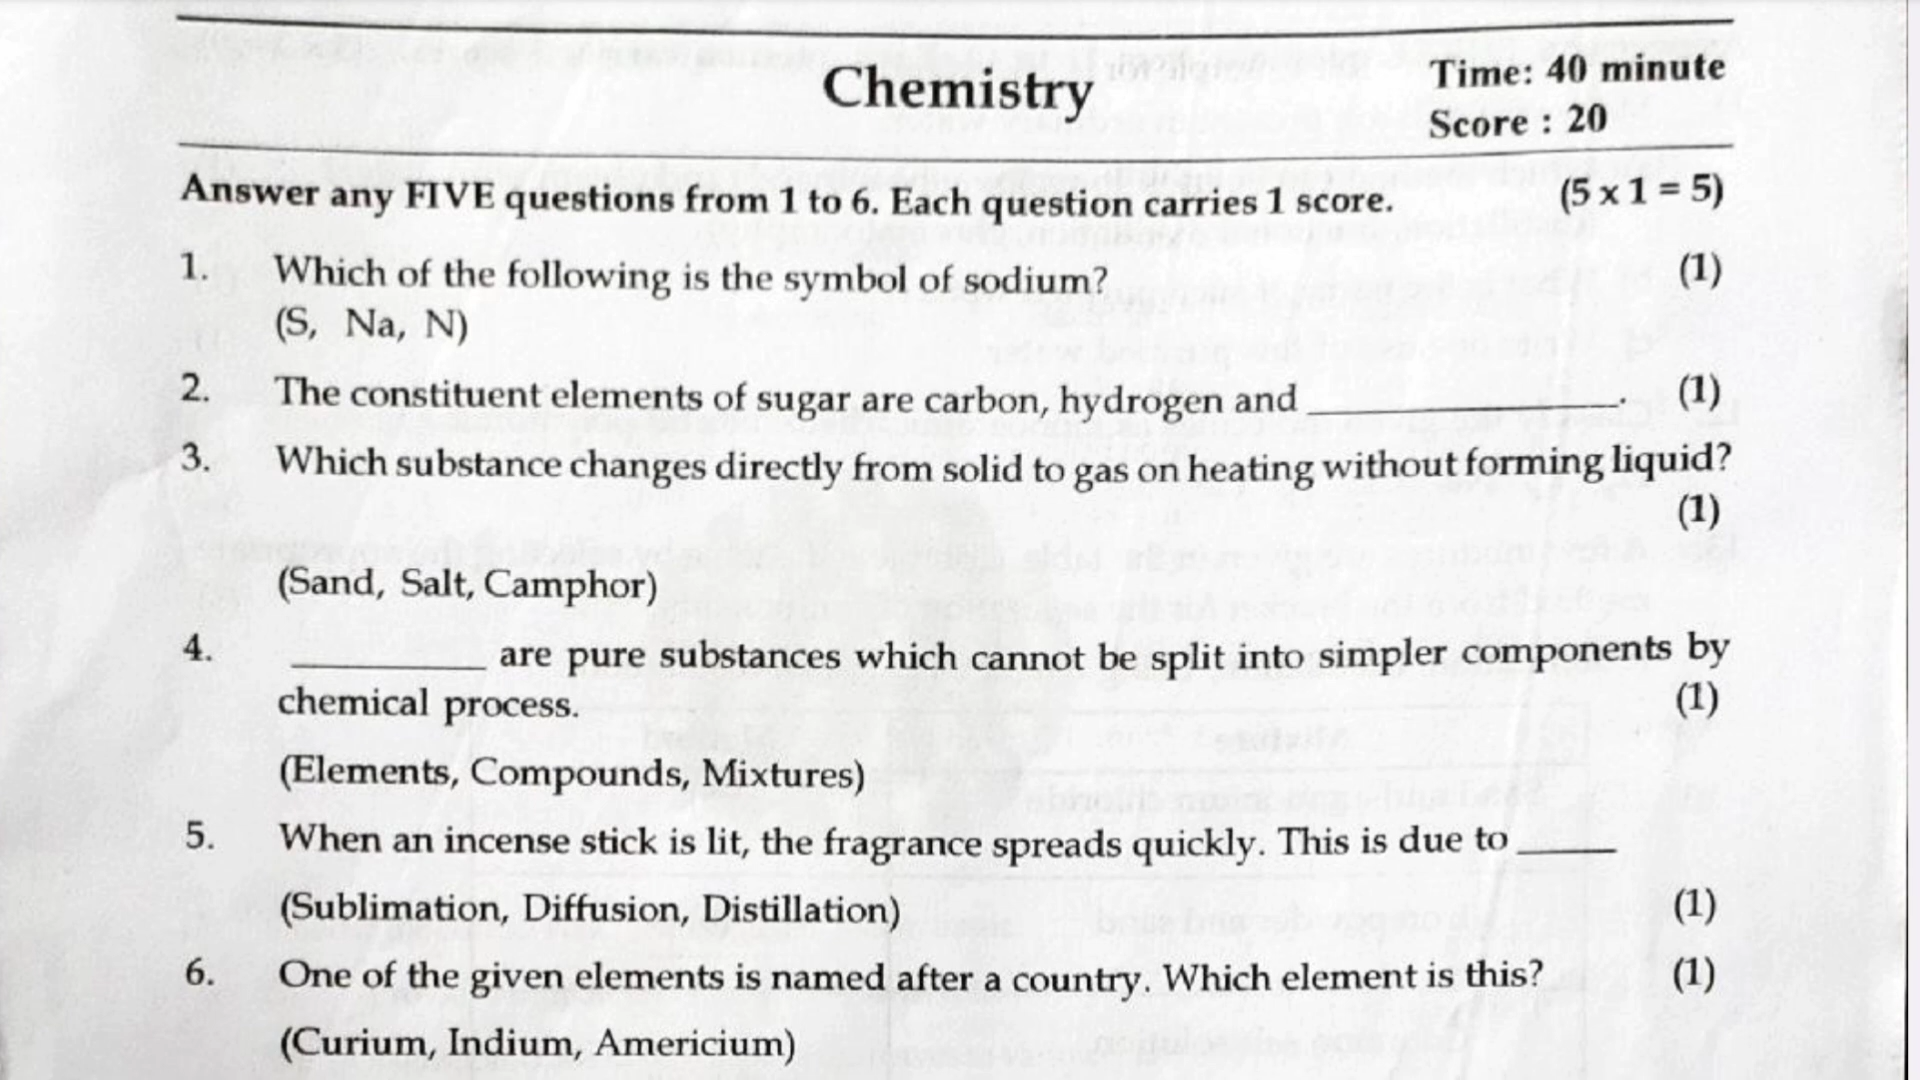 Chemistry
Time: 40 minute
Score : 20
Answer any FIVE questions from 1 to 6. Each question carries 1 score. (5 x 1 = 5)
1. Which of the following is the symbol of sodium? (1)
(S, Na, N)
2. The constituent elements of sugar are carbon, hydrogen and ________. (1)
3. Which substance changes directly from solid to gas on heating without forming liquid?
(1)
(Sand, Salt, Camphor)
4. ________ are pure substances which cannot be split into simpler components by
chemical process. (1)
(Elements, Compounds, Mixtures)
5. When an incense stick is lit, the fragrance spreads quickly. This is due to ____
(Sublimation, Diffusion, Distillation) (1)
6. One of the given elements is named after a country. Which element is this? (1)
(Curium, Indium, Americium)